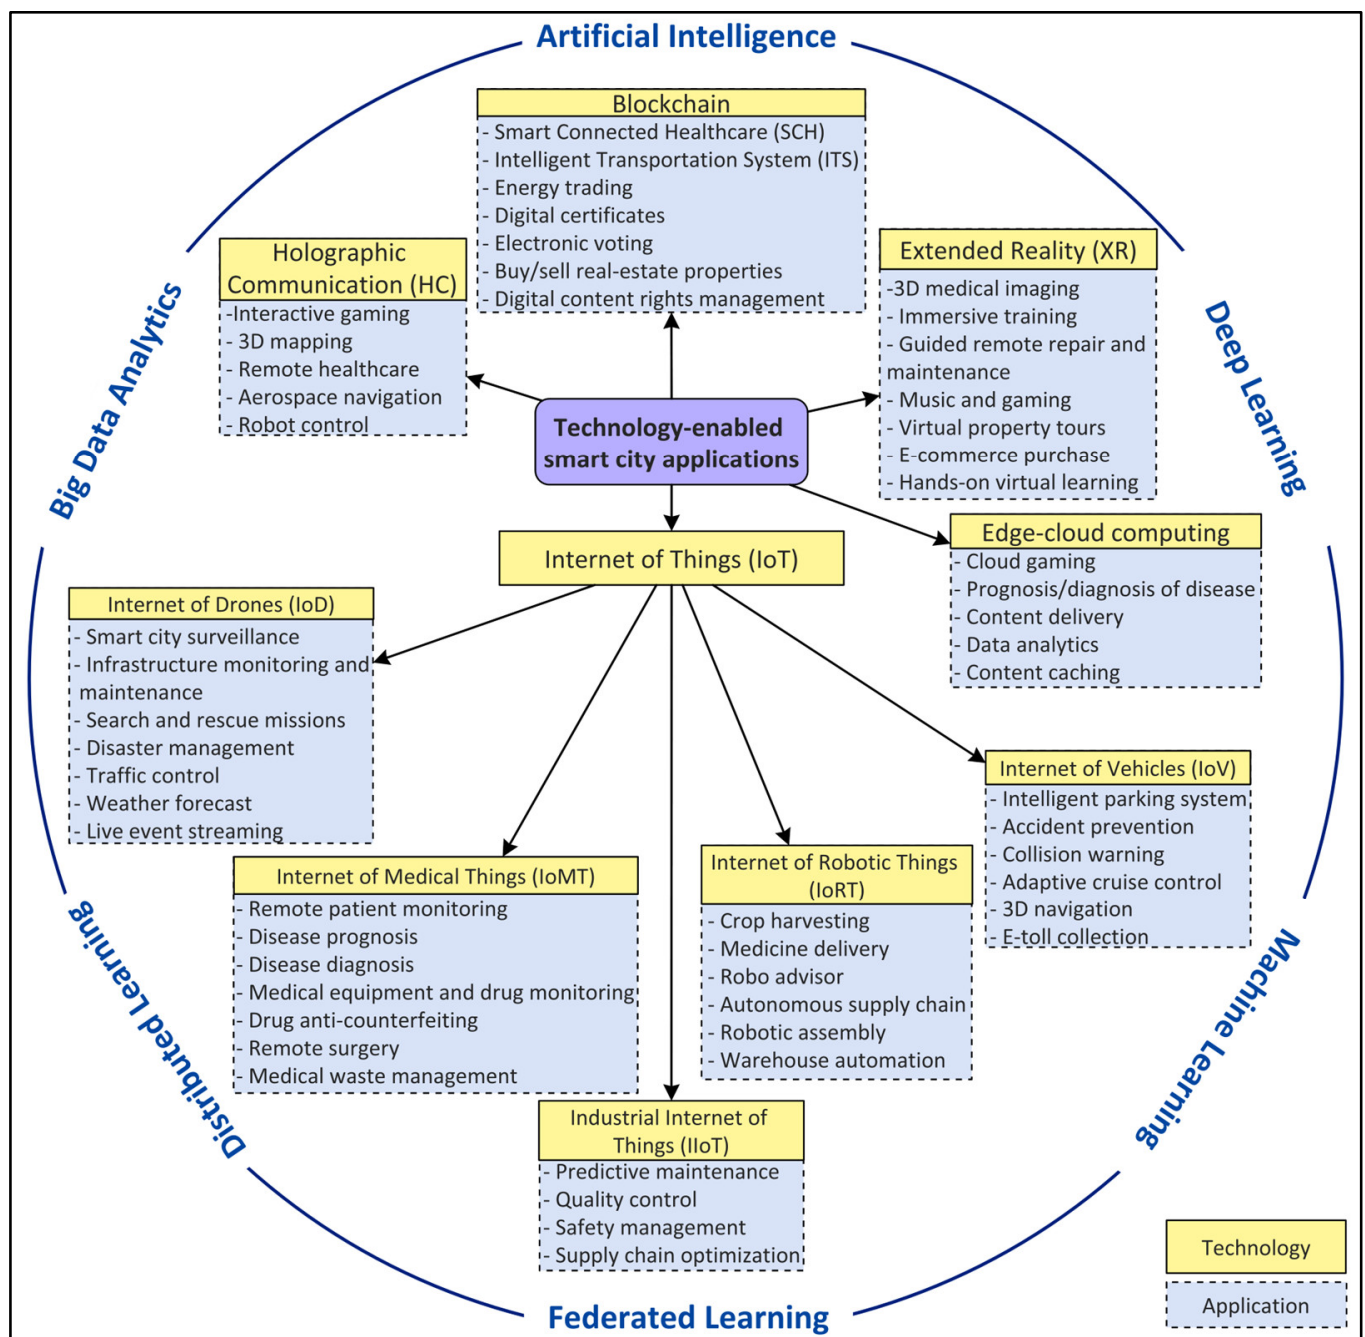 Artificial Intelligence
Blockchain
- Smart Connected Healthcare (SCH)
- Intelligent Transportation System (ITS)
- Energy trading
- Digital certificates
- Electronic voting
- Buy/sell real-estate properties
- Digital content rights management
Holographic
Communication (HC)
-Interactive gaming
- 3D mapping
- Remote healthcare
- Aerospace navigation
- Robot control
Extended Reality (XR)
-3D medical imaging
- Immersive training
- Guided remote repair and
maintenance
- Music and gaming
- Virtual property tours
- E-commerce purchase
- Hands-on virtual learning
Big Data Analytics
Deep Learning
Technology-enabled
smart city applications
Edge-cloud computing
- Cloud gaming
- Prognosis/diagnosis of disease
- Content delivery
- Data analytics
- Content caching
Internet of Things (IoT)
Internet of Drones (IoD)
- Smart city surveillance
- Infrastructure monitoring and
maintenance
- Search and rescue missions
- Disaster management
- Traffic control
- Weather forecast
- Live event streaming
Internet of Vehicles (IoV)
- Intelligent parking system
- Accident prevention
- Collision warning
- Adaptive cruise control
- 3D navigation
- E-toll collection
Internet of Medical Things (IoMT)
- Remote patient monitoring
- Disease prognosis
- Disease diagnosis
- Medical equipment and drug monitoring
- Drug anti-counterfeiting
- Remote surgery
- Medical waste management
Internet of Robotic Things
(IoRT)
- Crop harvesting
- Medicine delivery
- Robo advisor
- Autonomous supply chain
- Robotic assembly
- Warehouse automation
Distributed Learning
Machine Learning
Industrial Internet of
Things (IIoT)
- Predictive maintenance
- Quality control
- Safety management
- Supply chain optimization
Federated Learning
Technology
Application